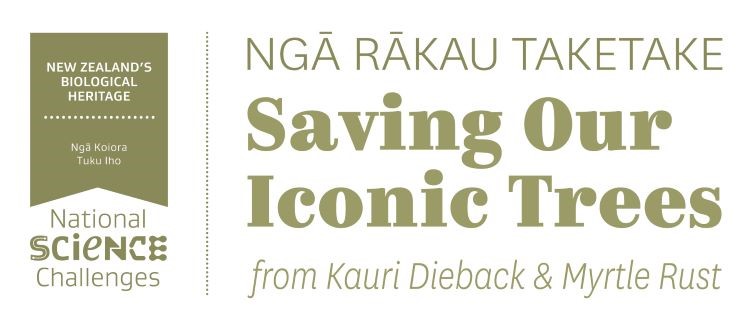 NEW ZEALAND'S
BIOLOGICAL
HERITAGE
Ngā Koiora
Tuku Iho
National
SCIENCE
Challenges
NGĀ RĀKAU TAKETAKE
Saving Our
Iconic Trees
from Kauri Dieback & Myrtle Rust